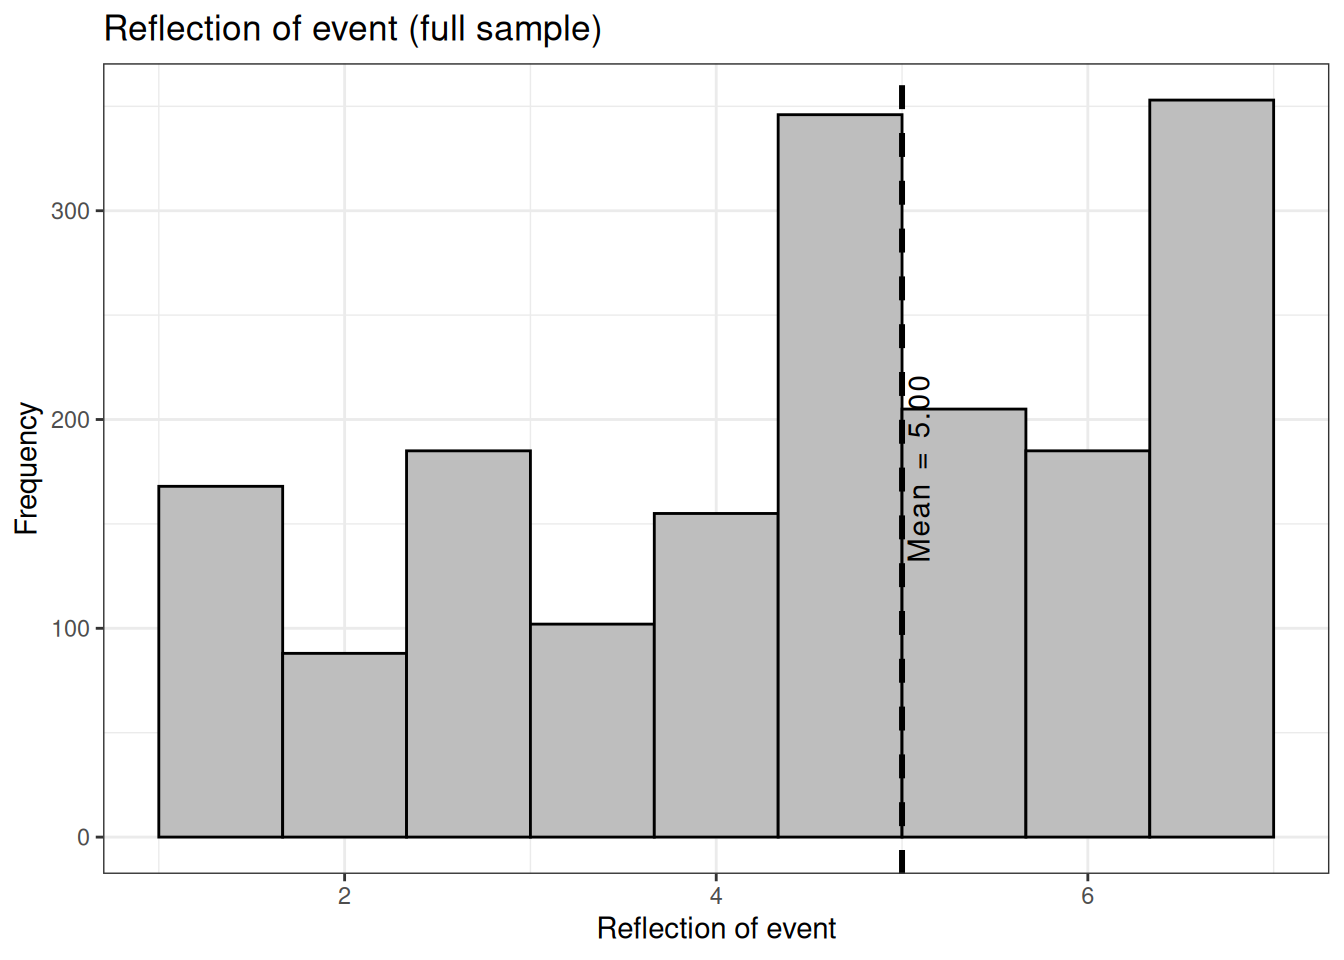 Reflection of event (full sample)
Frequency
300
200
100
0
Mean = 5.00
2
4
6
Reflection of event